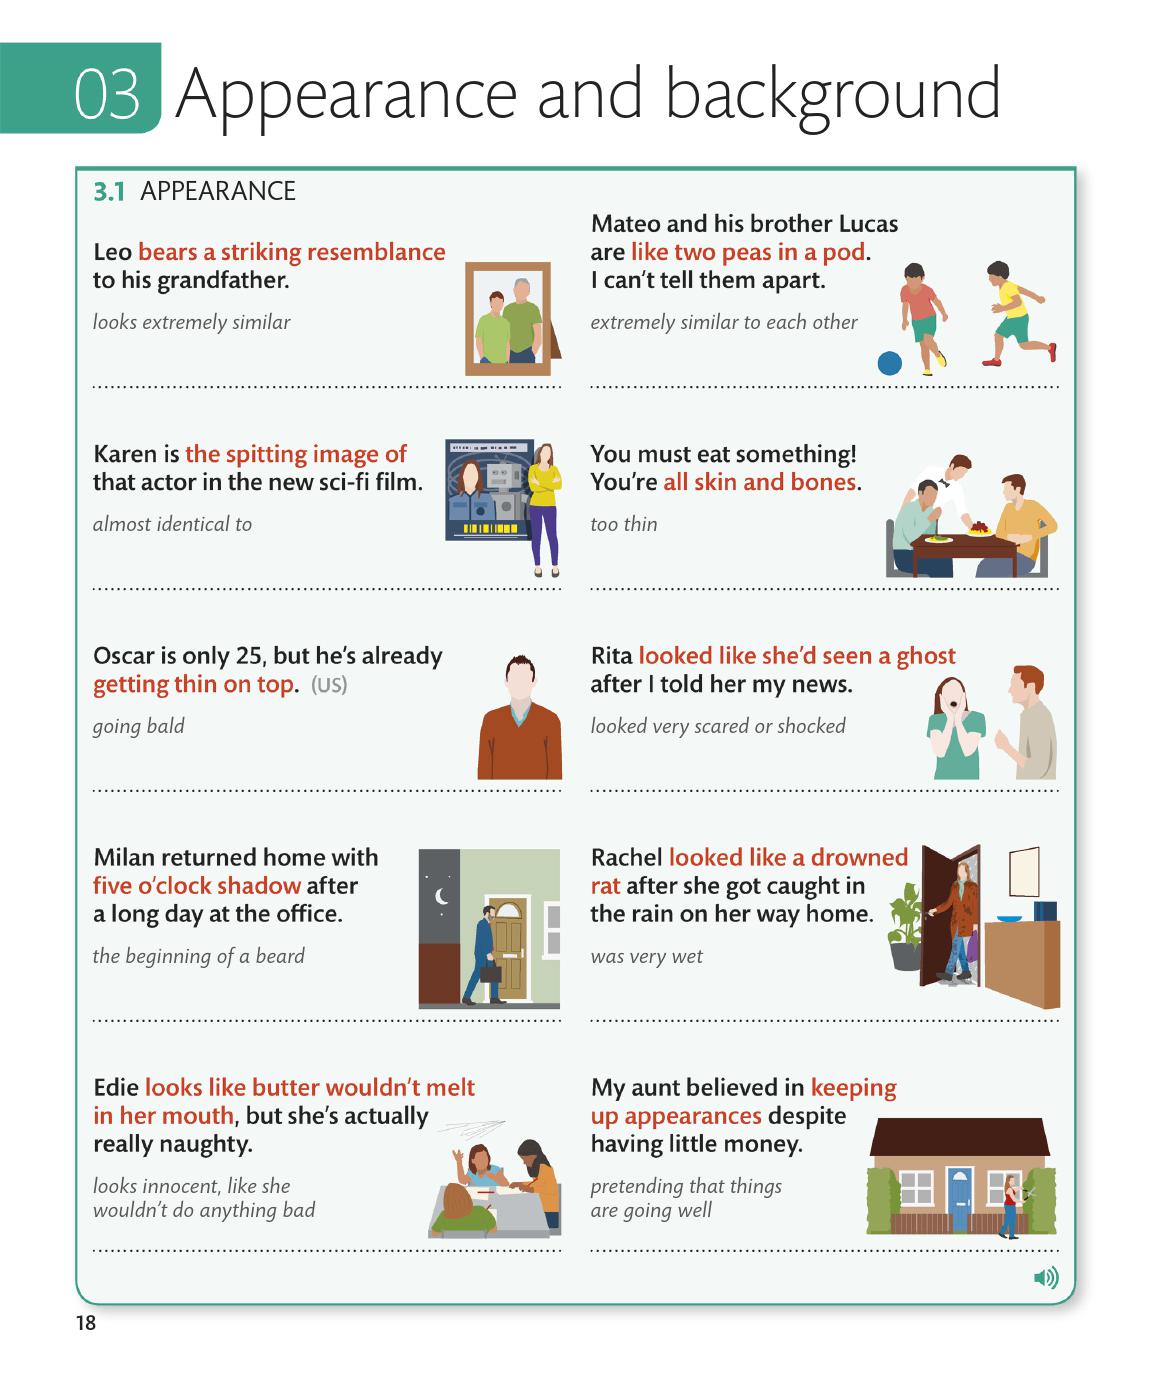 03 Appearance and background
3.1 APPEARANCE
Leo bears a striking resemblance
to his grandfather.
looks extremely similar
Mateo and his brother Lucas
are like two peas in a pod.
I can't tell them apart.
extremely similar to each other
Karen is the spitting image of
that actor in the new sci-fi film.
almost identical to
You must eat something!
You're all skin and bones.
too thin
Oscar is only 25, but he's already
getting thin on top. (US)
going bald
Rita looked like she'd seen a ghost
after I told her my news.
looked very scared or shocked
Milan returned home with
five o'clock shadow after
a long day at the office.
the beginning of a beard
Rachel looked like a drowned
rat after she got caught in
the rain on her way home.
was very wet
Edie looks like butter wouldn't melt
in her mouth, but she's actually
really naughty.
looks innocent, like she
wouldn't do anything bad
My aunt believed in keeping
up appearances despite
having little money.
pretending that things
are going well
18